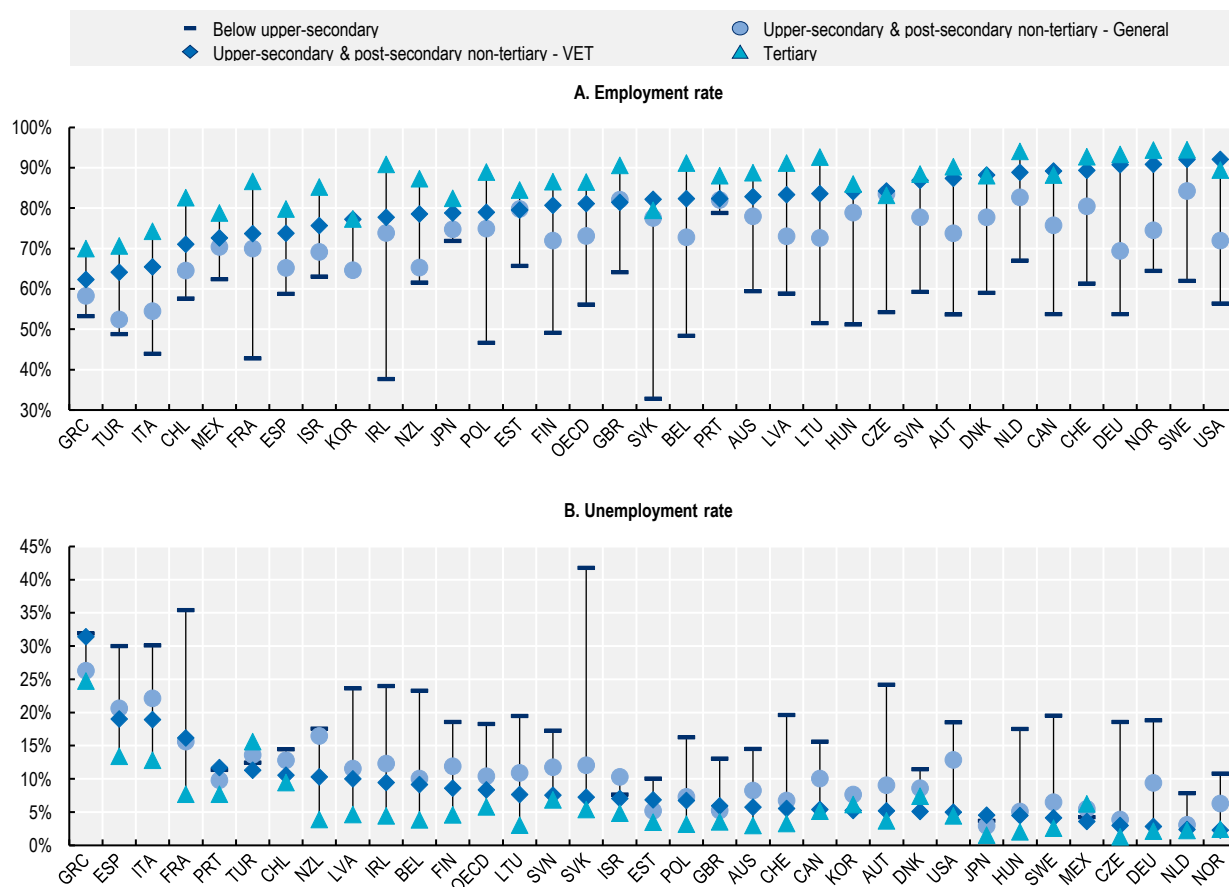 Below upper-secondary
Upper-secondary & post-secondary non-tertiary - General
Upper-secondary & post-secondary non-tertiary - VET
Tertiary
A. Employment rate
100%
90%
80%
70%
60%
50%
40%
30%
GRC TUR ITA CHL MEX FRA ESP ISR KOR IRL NZL JPN POL EST FIN OECD GBR SVK BEL PRT AUS LVA LTU HUN CZE SVN AUT DNK NLD CAN CHE DEU NOR SWE USA
B. Unemployment rate
45%
40%
35%
30%
25%
20%
15%
10%
5%
0%
GRC ESP ITA FRA PRT TUR CHL NZL LVA IRL BEL FIN OECD LTU SVN SVK ISR EST POL GBR AUS CHE CAN KOR AUT DNK USA JPN HUN SWE MEX CZE DEU NLD NOR